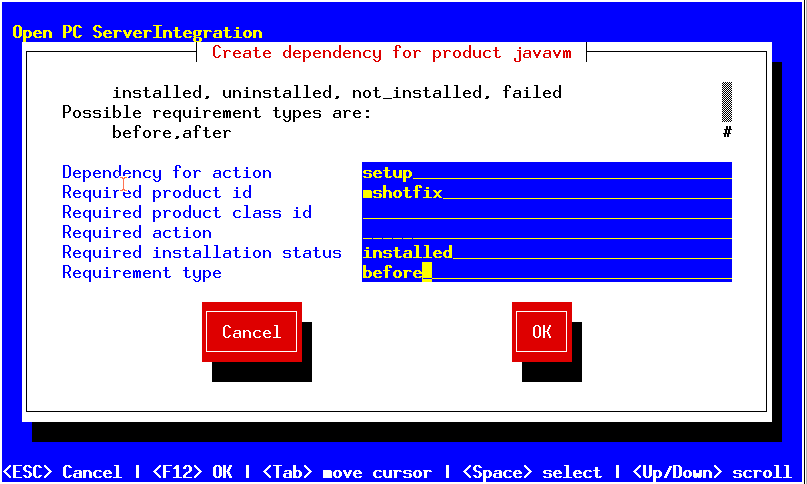 Open PC ServerIntegration
Create dependency for product javavm
installed, uninstalled, not_installed, failed
Possible requirement types are:
before,after
#
Dependency for action setup
Required product id mshotfix
Required product class id
Required action
Required installation status installed
Requirement type before
Cancel OK
<ESC> Cancel | <F12> OK | <Tab> move cursor | <Space> select | <Up/Down> scroll